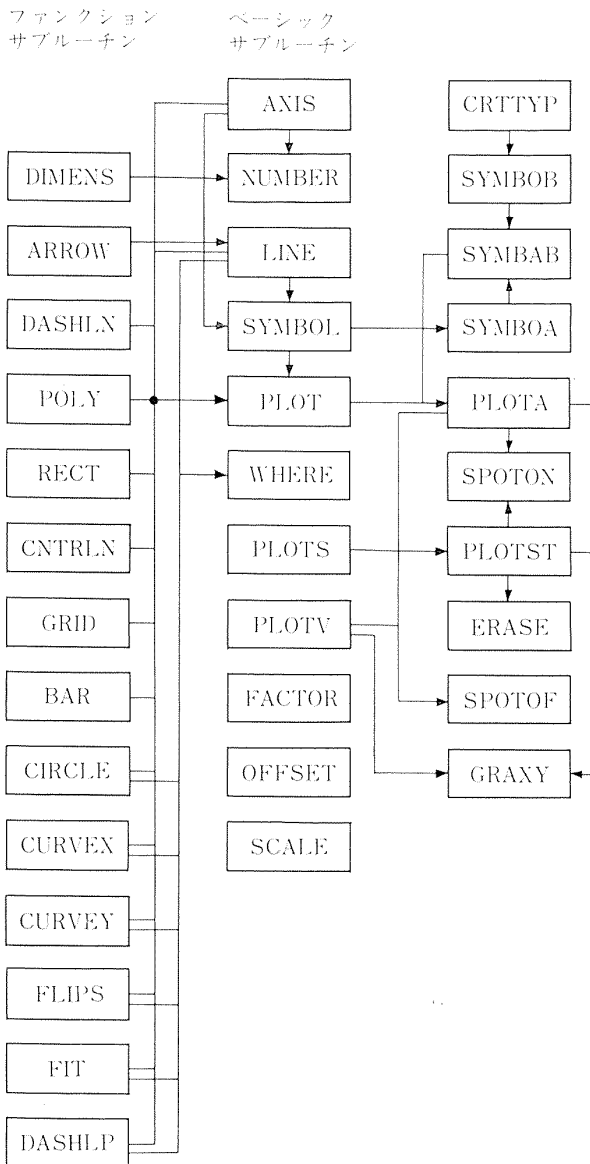 ファンクション
サブルーチン
ベーシック
サブルーチン
AXIS
CRTTYP
DIMENS
NUMBER
SYMBOB
ARROW
LINE
SYMBAB
DASHLN
SYMBOL
SYMBOA
POLY
PLOT
PLOTA
RECT
WHERE
SPOTON
CNTRLN
PLOTS
PLOTST
GRID
PLOTV
ERASE
BAR
FACTOR
SPOTOF
CIRCLE
OFFSET
GRAXY
CURVEX
SCALE
CURVEY
FLIPS
FIT
DASHLP